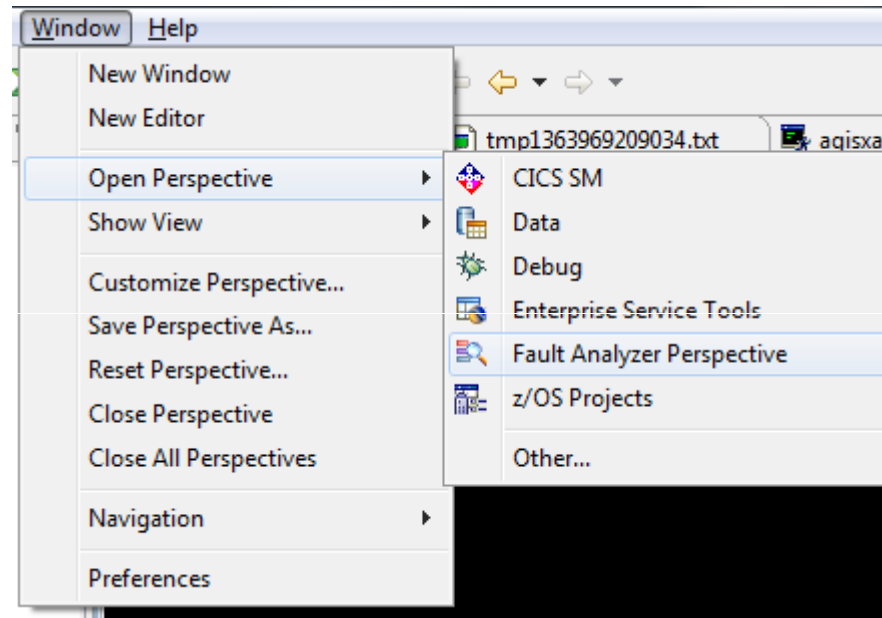 Window Help
New Window
New Editor
tmp1363969209034.txt aqisxa
Open Perspective
Show View
Customize Perspective...
Save Perspective As...
Reset Perspective...
Close Perspective
Close All Perspectives
Navigation
Preferences
CICS SM
Data
Debug
Enterprise Service Tools
Fault Analyzer Perspective
z/OS Projects
Other...